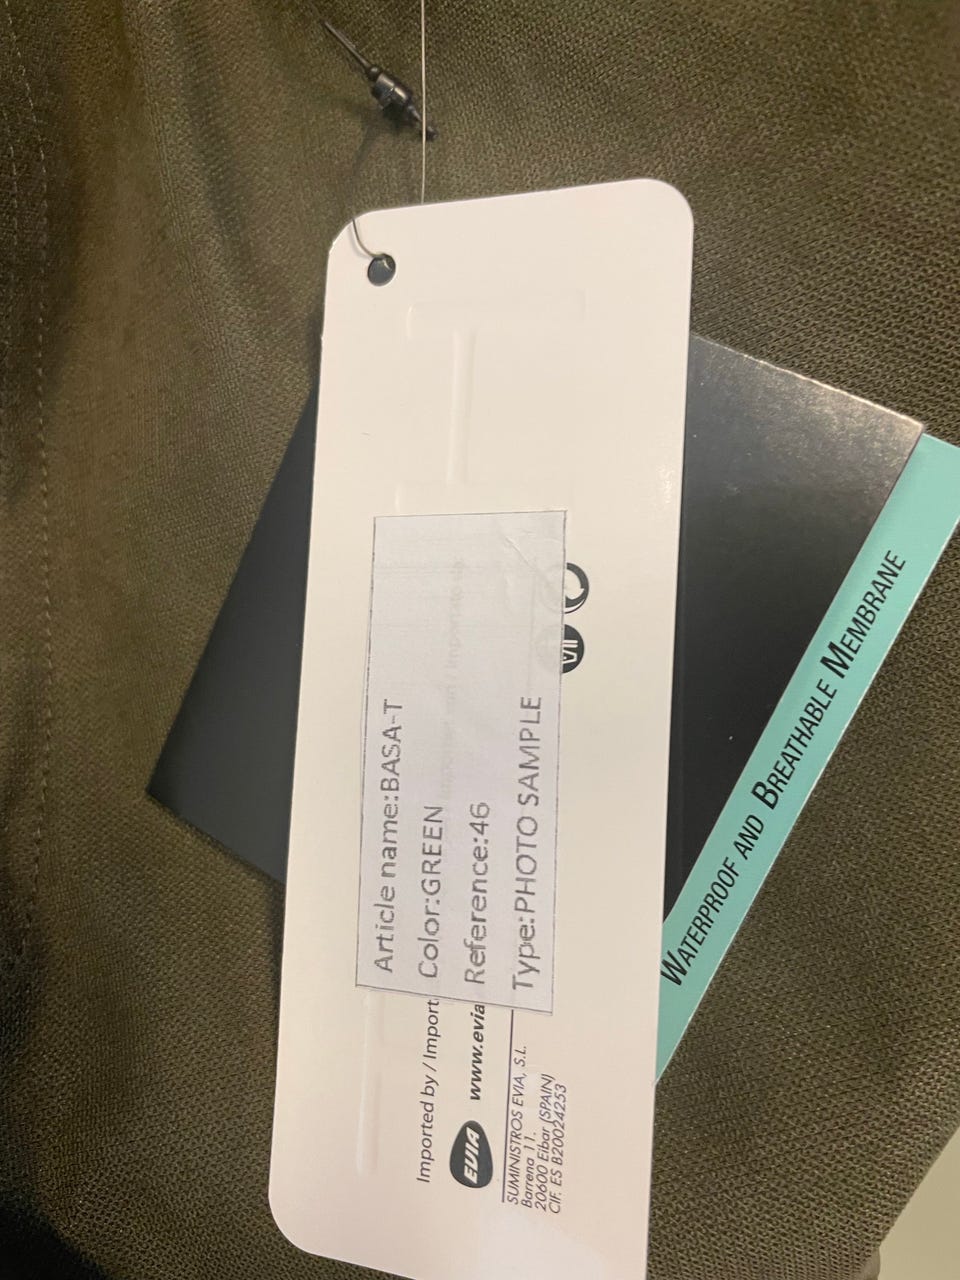 Article name:BASA-T
Color:GREEN
Reference:46
Type:PHOTO SAMPLE
Imported by / Import
EVIA www.evia
SUMINISTROS EVIA, S.L.
Barrena 11.
20600 Eibar (SPAIN)
CIF. ES B20024253
WATERPROOF AND BREATHABLE MEMBRANE